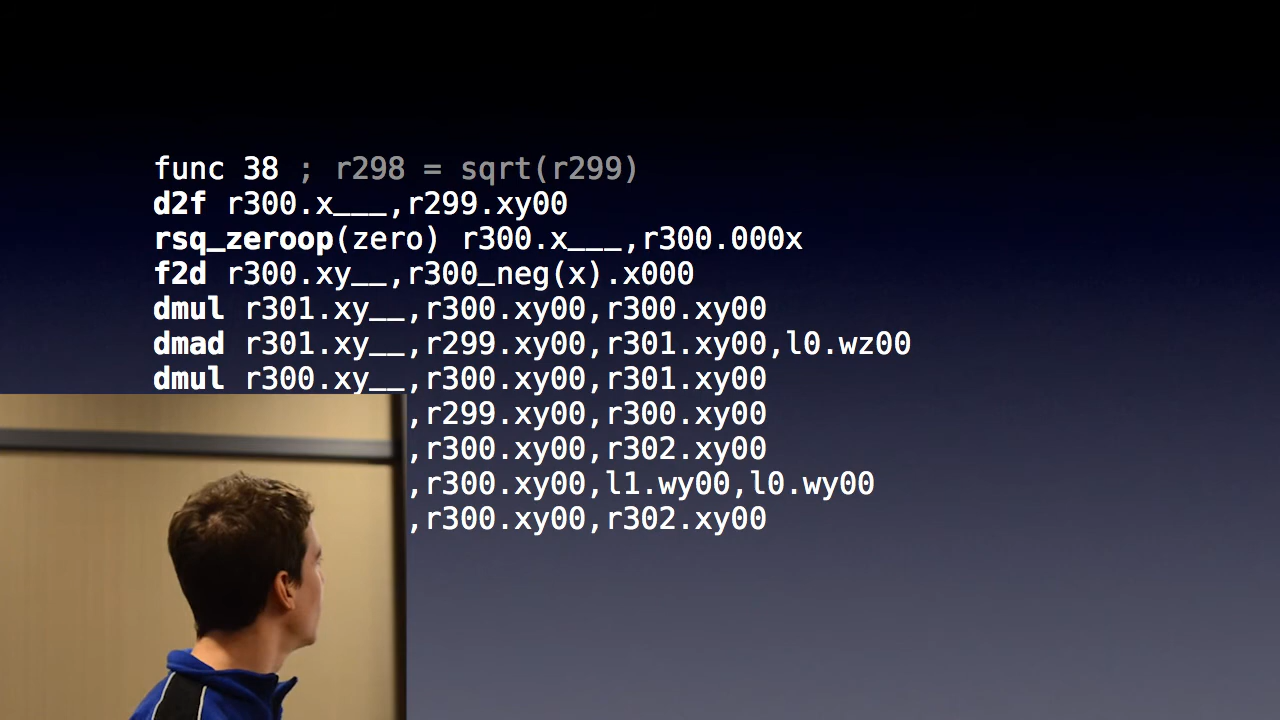 func 38 ; r298 = sqrt(r299)
d2f r300.x___,r299.xy00
rsq_zeroop(zero) r300.x___,r300.000x
f2d r300.xy__,r300_neg(x).x000
dmul r301.xy__,r300.xy00,r300.xy00
dmad r301.xy__,r299.xy00,r301.xy00,l0.wz00
dmul r300.xy__,r300.xy00,r301.xy00
,r299.xy00,r300.xy00
,r300.xy00,r302.xy00
,r300.xy00,l1.wy00,l0.wy00
,r300.xy00,r302.xy00